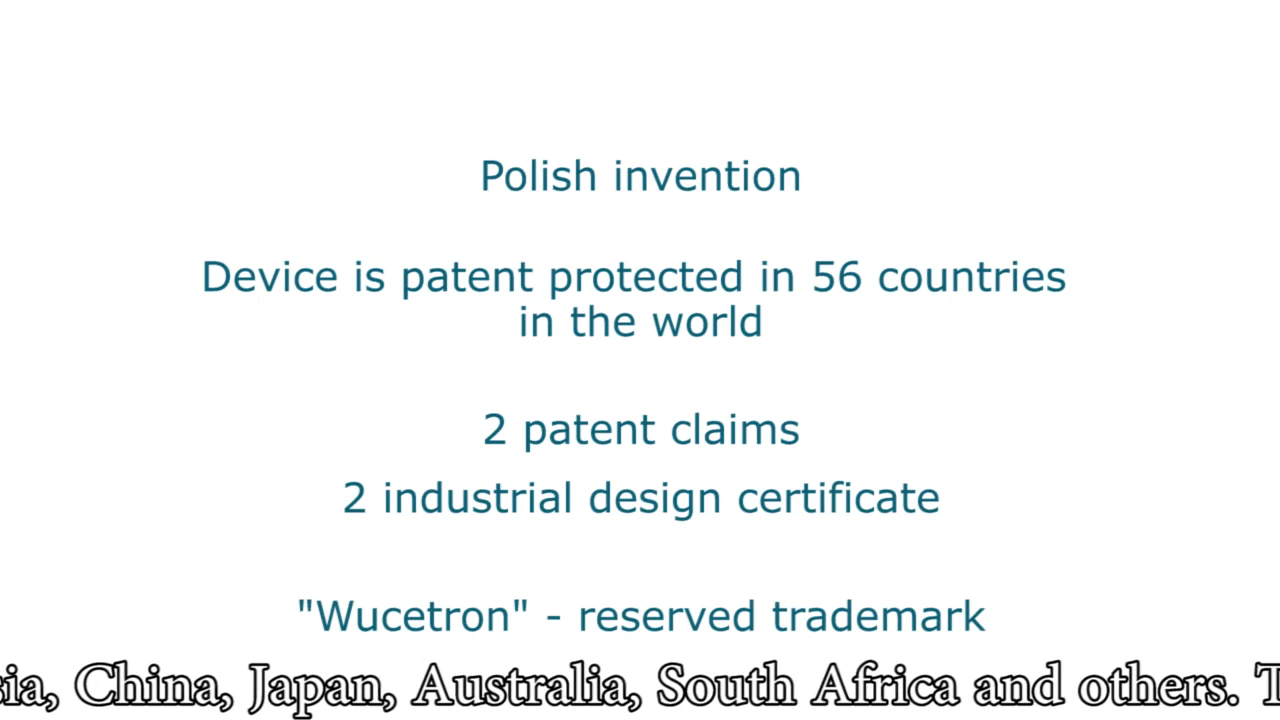 Polish invention
Device is patent protected in 56 countries
in the world
2 patent claims
2 industrial design certificate
"Wucetron" - reserved trademark
China, Japan, Australia, South Africa and others.